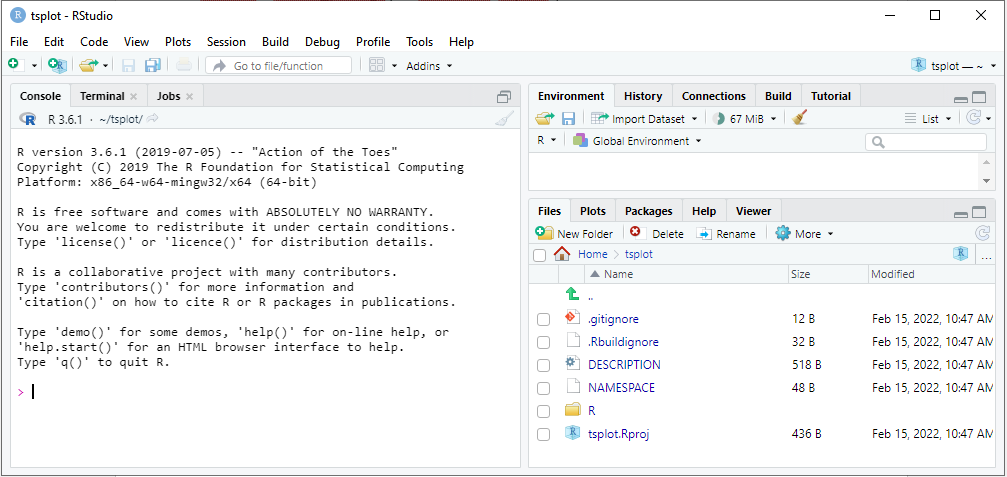 tsplot - RStudio
File Edit Code View Plots Session Build Debug Profile Tools Help
Go to file/function Addins tsplot — ~
Console Terminal Jobs
R 3.6.1 · ~/tsplot/
R version 3.6.1 (2019-07-05) -- "Action of the Toes"
Copyright (C) 2019 The R Foundation for Statistical Computing
Platform: x86_64-w64-mingw32/x64 (64-bit)
R is free software and comes with ABSOLUTELY NO WARRANTY.
You are welcome to redistribute it under certain conditions.
Type 'license()' or 'licence()' for distribution details.
R is a collaborative project with many contributors.
Type 'contributors()' for more information and
'citation()' on how to cite R or R packages in publications.
Type 'demo()' for some demos, 'help()' for on-line help, or
'help.start()' for an HTML browser interface to help.
Type 'q()' to quit R.
>
Environment History Connections Build Tutorial
Import Dataset 67 MiB List
R Global Environment
Files Plots Packages Help Viewer
New Folder Delete Rename More
Home tsplot ...
Name Size Modified
..
.gitignore 12 B Feb 15, 2022, 10:47 AM
.Rbuildignore 32 B Feb 15, 2022, 10:47 AM
DESCRIPTION 518 B Feb 15, 2022, 10:47 AM
NAMESPACE 48 B Feb 15, 2022, 10:47 AM
R
tsplot.Rproj 436 B Feb 15, 2022, 10:47 AM